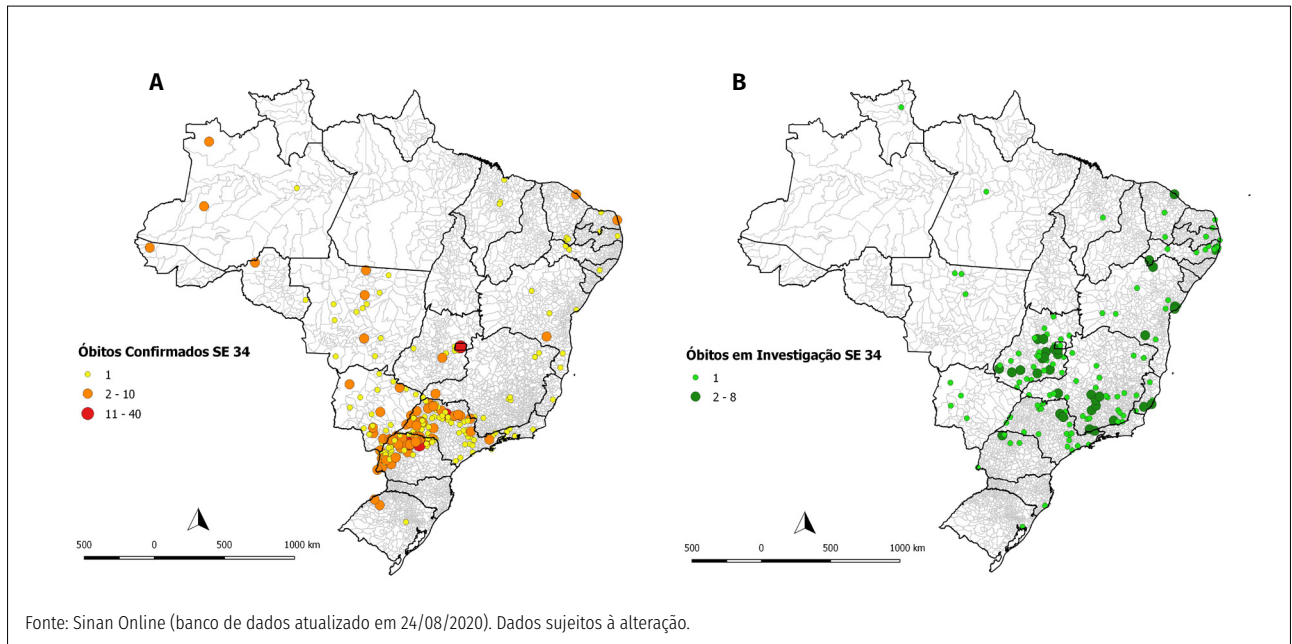 A
B
Óbitos Confirmados SE 34
1
2 - 10
11 - 40
Óbitos em Investigação SE 34
1
2 - 8
500 0 500 1000 km
500 0 500 1000 km
Fonte: Sinan Online (banco de dados atualizado em 24/08/2020). Dados sujeitos à alteração.